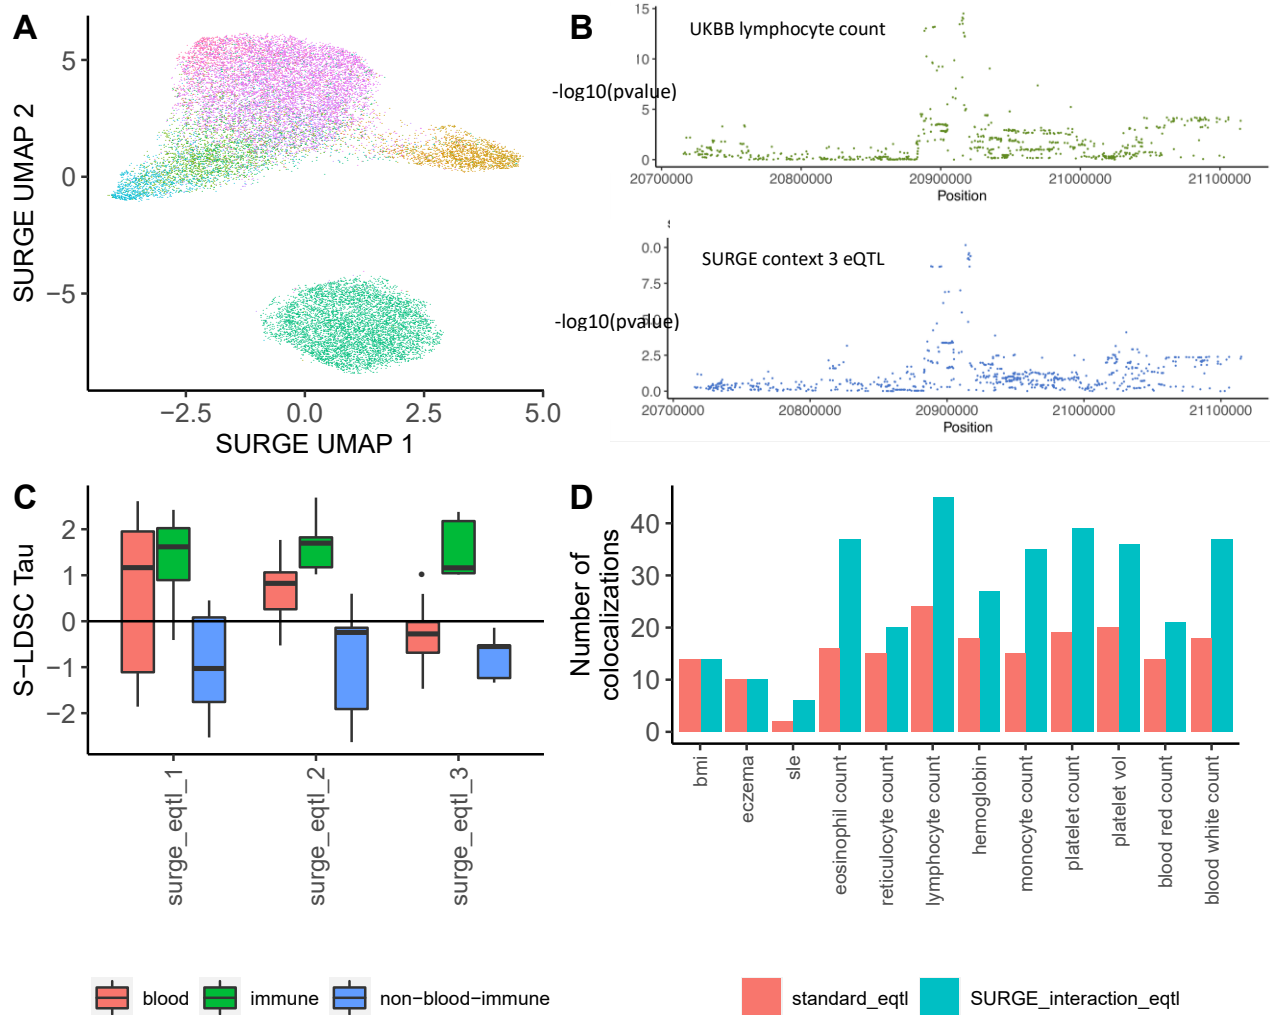 A
SURGE UMAP 2
5
0
−5
−2.5
0.0
2.5
5.0
SURGE UMAP 1
B
UKBB lymphocyte count
-log10(pvalue)
15
10
5
0
20700000
20800000
20900000
21000000
21100000
Position
SURGE context 3 eQTL
-log10(pvalue)
0.0
7.5
2.5
0.0
20700000
20800000
20900000
21000000
21100000
Position
C
S−LDSC Tau
2
1
0
−1
−2
surge_eqtl_1
surge_eqtl_2
surge_eqtl_3
blood
immune
non−blood−immune
D
Number of
colocalizations
40
30
20
10
0
bmi
eczema
sle
eosinophil count
reticulocyte count
lymphocyte count
hemoglobin
monocyte count
platelet count
platelet vol
blood red count
blood white count
standard_eqtl
SURGE_interaction_eqtl